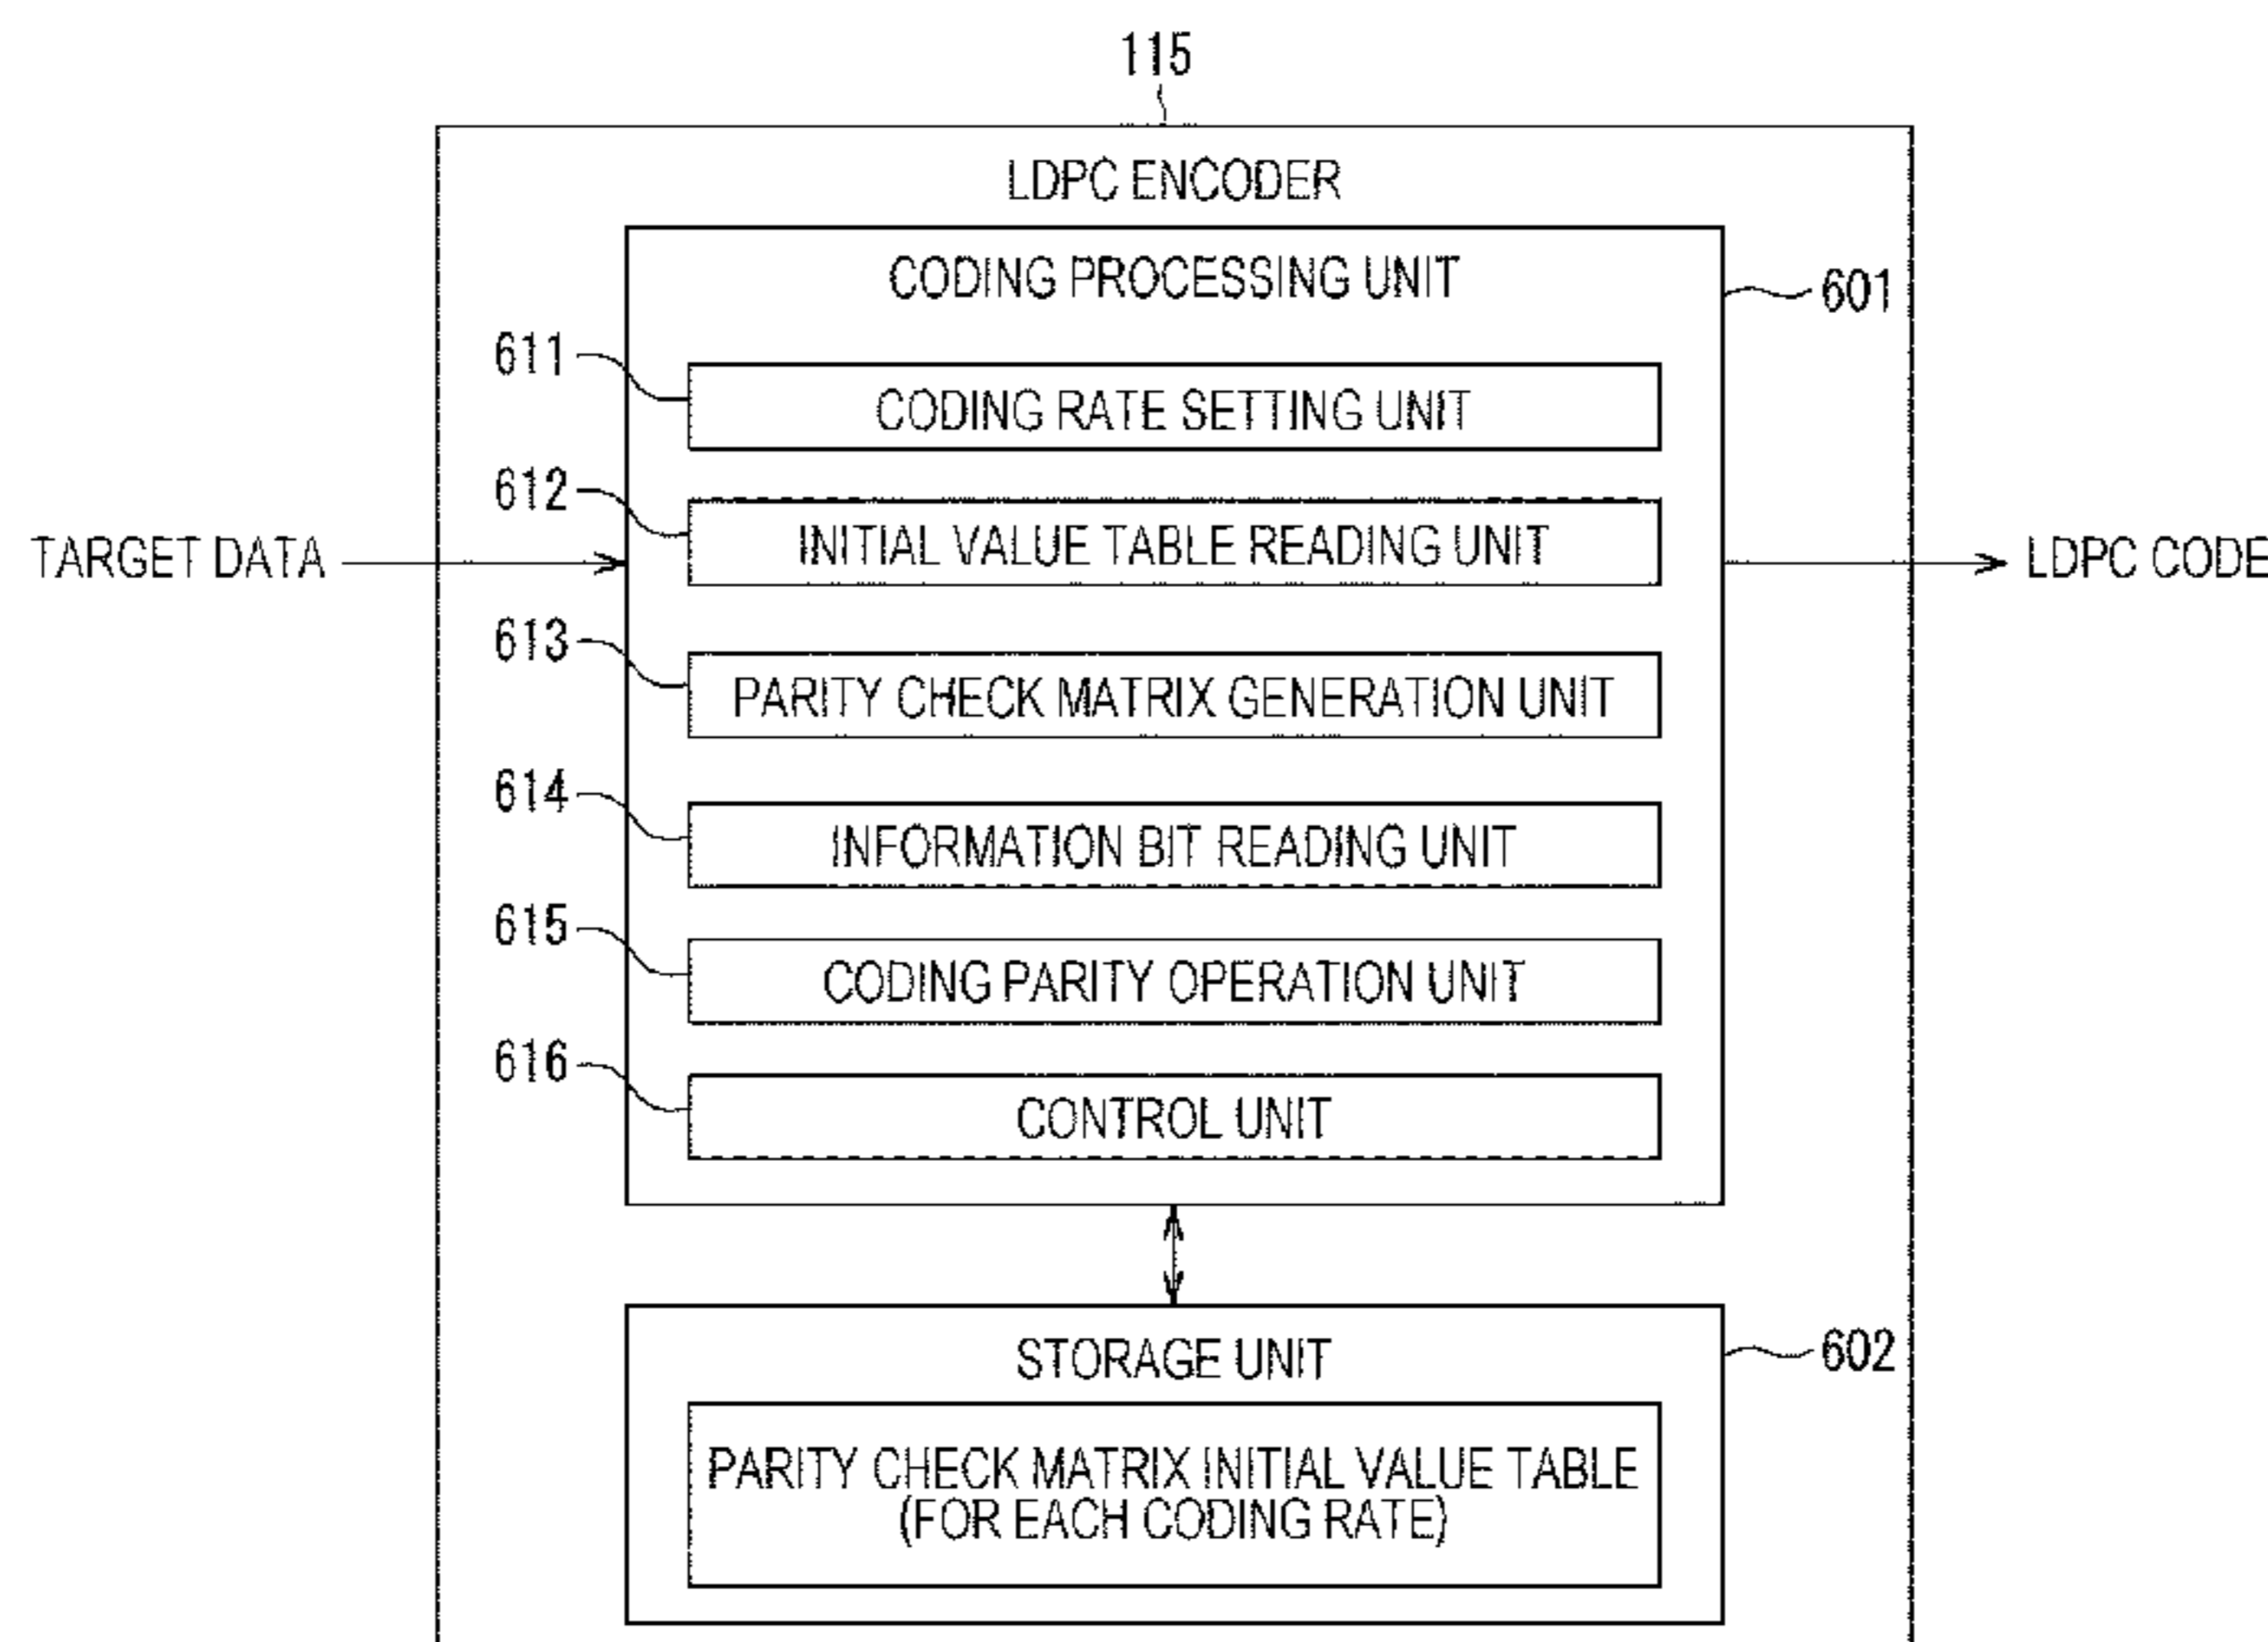 115
LDPC ENCODER
CODING PROCESSING UNIT
601
611
CODING RATE SETTING UNIT
612
INITIAL VALUE TABLE READING UNIT
TARGET DATA
LDPC CODE
613
PARITY CHECK MATRIX GENERATION UNIT
614
INFORMATION BIT READING UNIT
615
CODING PARITY OPERATION UNIT
616
CONTROL UNIT
STORAGE UNIT
602
PARITY CHECK MATRIX INITIAL VALUE TABLE
(FOR EACH CODING RATE)